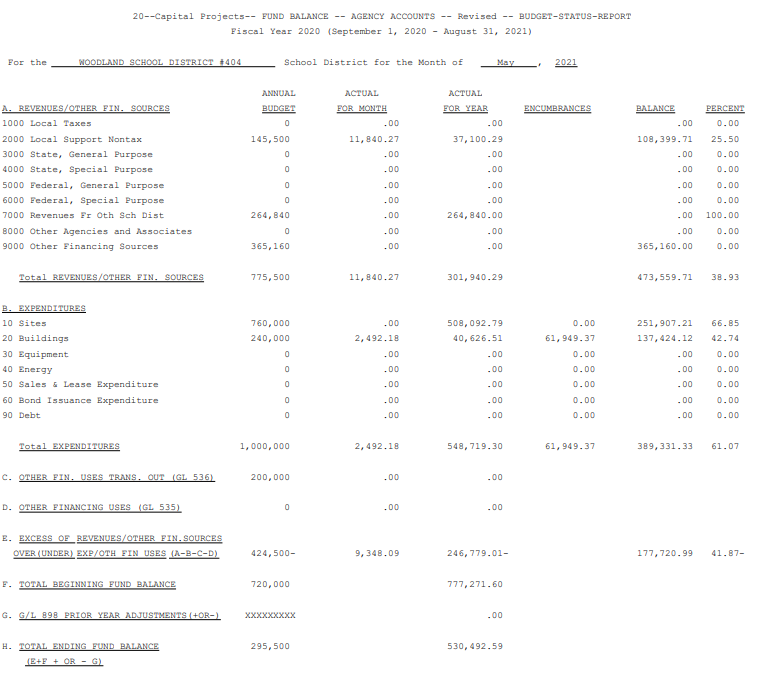 20--Capital Projects-- FUND BALANCE -- AGENCY ACCOUNTS -- Revised -- BUDGET-STATUS-REPORT
Fiscal Year 2020 (September 1, 2020 - August 31, 2021)
For the WOODLAND SCHOOL DISTRICT #404 School District for the Month of May , 2021
ANNUAL ACTUAL ACTUAL
A. REVENUES/OTHER FIN. SOURCES BUDGET FOR MONTH FOR YEAR ENCUMBRANCES BALANCE PERCENT
1000 Local Taxes 0 .00 .00 .00 0.00
2000 Local Support Nontax 145,500 11,840.27 37,100.29 108,399.71 25.50
3000 State, General Purpose 0 .00 .00 .00 0.00
4000 State, Special Purpose 0 .00 .00 .00 0.00
5000 Federal, General Purpose 0 .00 .00 .00 0.00
6000 Federal, Special Purpose 0 .00 .00 .00 0.00
7000 Revenues Fr Oth Sch Dist 264,840 .00 264,840.00 .00 100.00
8000 Other Agencies and Associates 0 .00 .00 .00 0.00
9000 Other Financing Sources 365,160 .00 .00 365,160.00 0.00
Total REVENUES/OTHER FIN. SOURCES 775,500 11,840.27 301,940.29 473,559.71 38.93
B. EXPENDITURES
10 Sites 760,000 .00 508,092.79 0.00 251,907.21 66.85
20 Buildings 240,000 2,492.18 40,626.51 61,949.37 137,424.12 42.74
30 Equipment 0 .00 .00 0.00 .00 0.00
40 Energy 0 .00 .00 0.00 .00 0.00
50 Sales & Lease Expenditure 0 .00 .00 0.00 .00 0.00
60 Bond Issuance Expenditure 0 .00 .00 0.00 .00 0.00
90 Debt 0 .00 .00 0.00 .00 0.00
Total EXPENDITURES 1,000,000 2,492.18 548,719.30 61,949.37 389,331.33 61.07
C. OTHER FIN. USES TRANS. OUT (GL 536) 200,000 .00 .00
D. OTHER FINANCING USES (GL 535) 0 .00 .00
E. EXCESS OF REVENUES/OTHER FIN.SOURCES
OVER(UNDER) EXP/OTH FIN USES (A-B-C-D) 424,500- 9,348.09 246,779.01- 177,720.99 41.87-
F. TOTAL BEGINNING FUND BALANCE 720,000 777,271.60
G. G/L 898 PRIOR YEAR ADJUSTMENTS(+OR-) XXXXXXXXX .00
H. TOTAL ENDING FUND BALANCE 295,500 530,492.59
(E+F + OR - G)